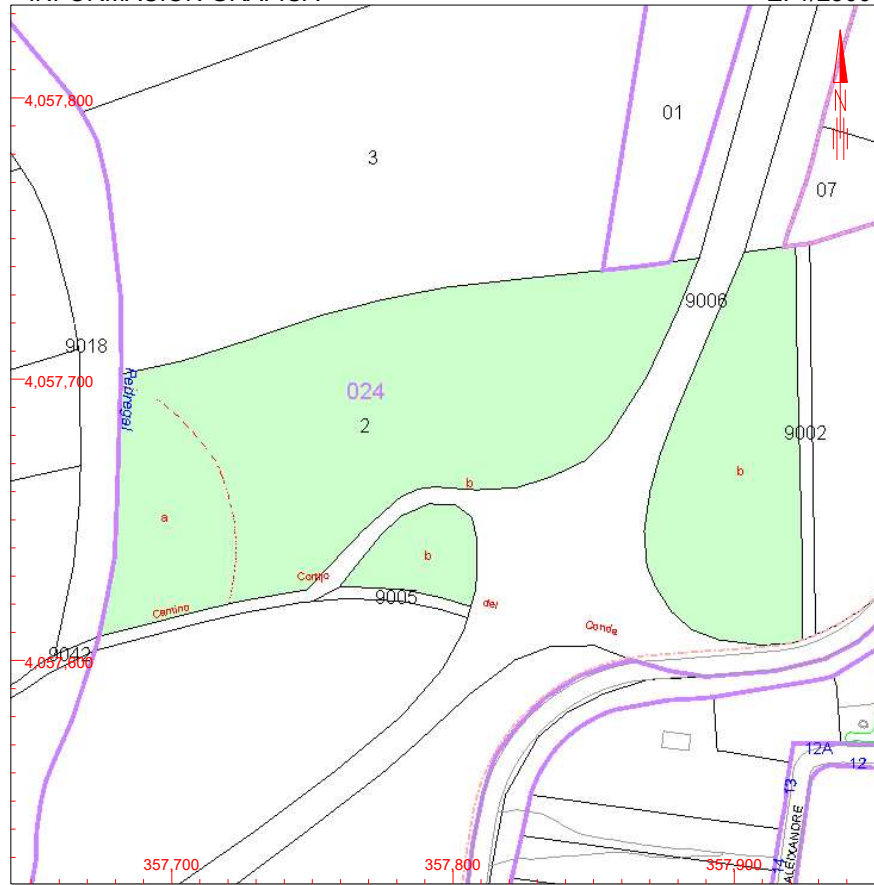 4,057,800
01
3
N
07
9006
9018
4,057,700
Pedregal
024
2
9002
b
b
a
b
Cortijo
9005
Camino
del
Conde
9042
4,057,600
12A
12
13
ALEIXANDRE
14
357,700
357,800
357,900